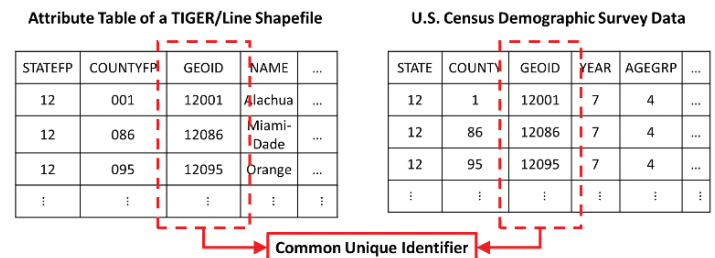 Attribute Table of a TIGER/Line Shapefile
STATEFP COUNTYFP GEOID NAME ...
12 001 12001 Alachua ...
12 086 12086 Miami-Dade ...
12 095 12095 Orange ...
⋮ ⋮ ⋮ ⋮
U.S. Census Demographic Survey Data
STATE COUNTY GEOID YEAR AGEGRP ...
12 1 12001 7 4 ...
12 86 12086 7 4 ...
12 95 12095 7 4 ...
⋮ ⋮ ⋮ ⋮ ⋮
Common Unique Identifier